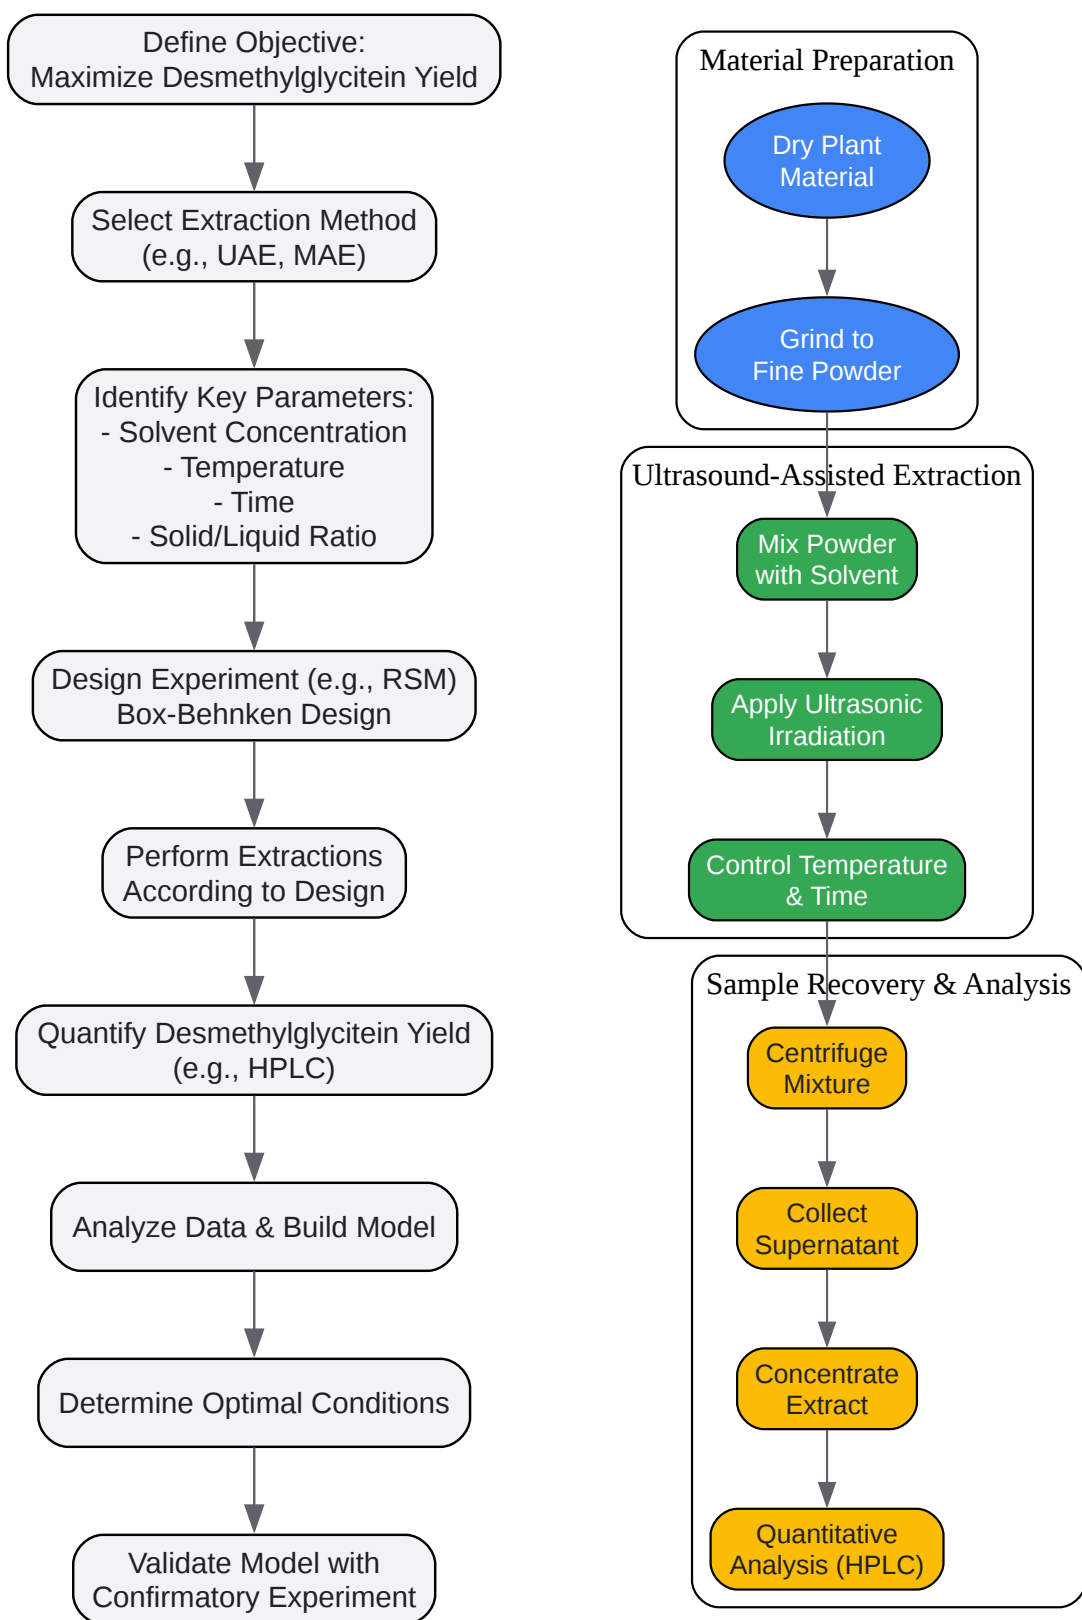 Define Objective:
Maximize Desmethylglycitein Yield
Select Extraction Method
(e.g., UAE, MAE)
Identify Key Parameters:
- Solvent Concentration
- Temperature
- Time
- Solid/Liquid Ratio
Design Experiment (e.g., RSM)
Box-Behnken Design
Perform Extractions
According to Design
Quantify Desmethylglycitein Yield
(e.g., HPLC)
Analyze Data & Build Model
Determine Optimal Conditions
Validate Model with
Confirmatory Experiment
Material Preparation
Dry Plant
Material
Grind to
Fine Powder
Ultrasound-Assisted Extraction
Mix Powder
with Solvent
Apply Ultrasonic
Irradiation
Control Temperature
& Time
Sample Recovery & Analysis
Centrifuge
Mixture
Collect
Supernatant
Concentrate
Extract
Quantitative
Analysis (HPLC)